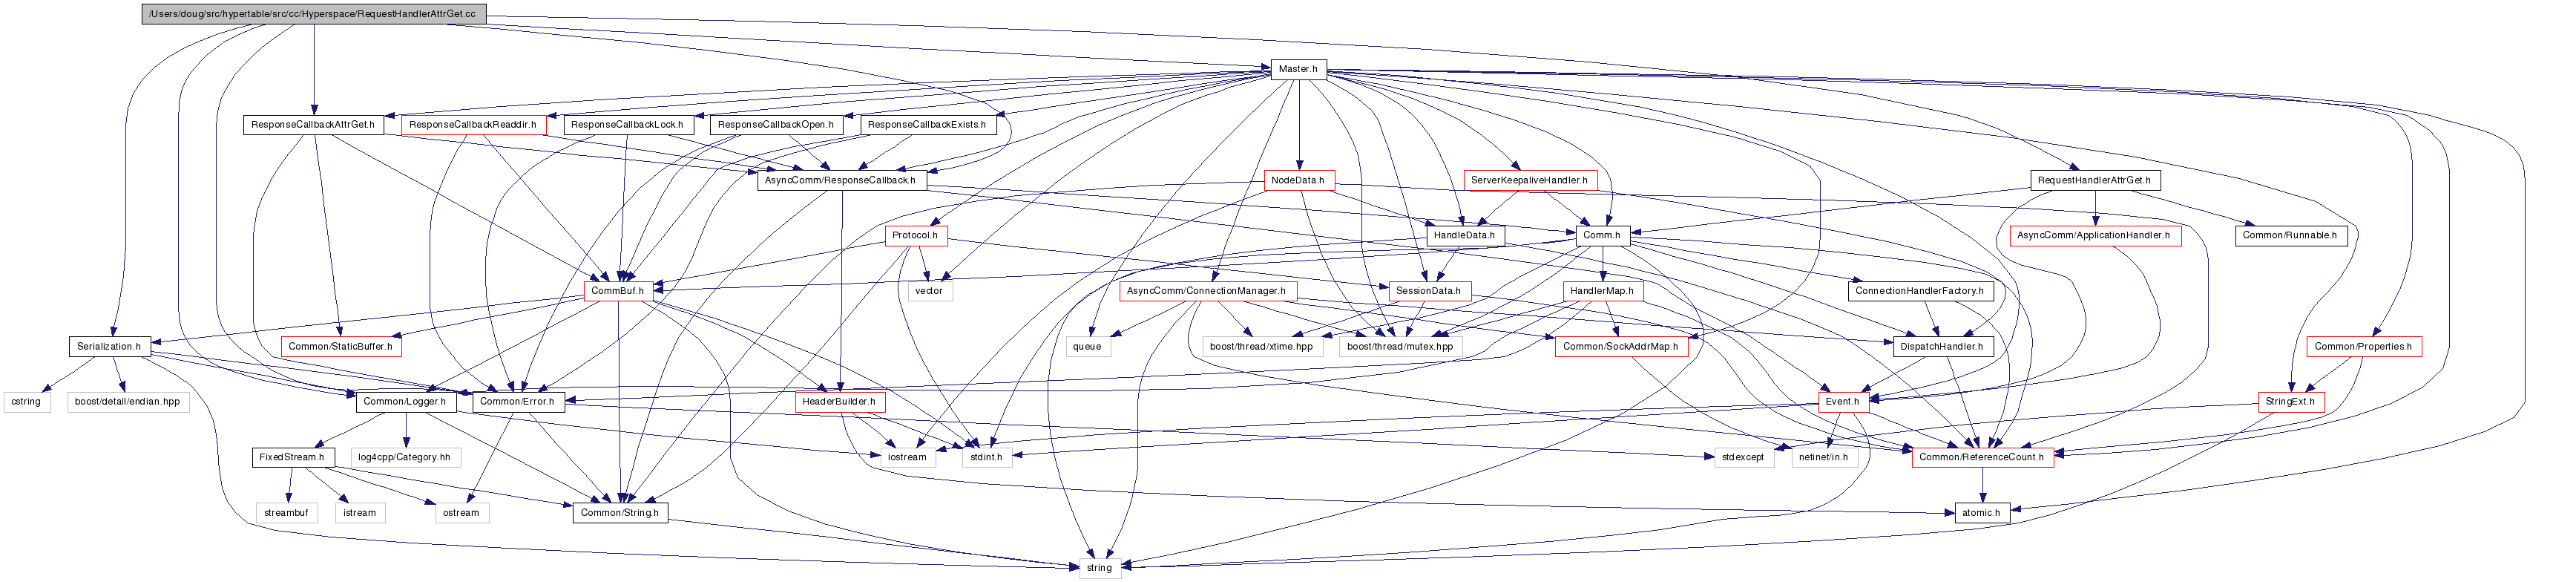 /Users/doug/src/hypertable/src/cc/Hyperspace/RequestHandlerAttrGet.cc
Master.h
ResponseCallbackAttrGet.h
ResponseCallbackReaddir.h
ResponseCallbackLock.h
ResponseCallbackOpen.h
ResponseCallbackExists.h
AsyncComm/ResponseCallback.h
NodeData.h
ServerKeepaliveHandler.h
RequestHandlerAttrGet.h
Protocol.h
HandleData.h
Comm.h
AsyncComm/ApplicationHandler.h
Common/Runnable.h
CommBuf.h
vector
AsyncComm/ConnectionManager.h
SessionData.h
HandlerMap.h
ConnectionHandlerFactory.h
Serialization.h
Common/StaticBuffer.h
queue
boost/thread/xtime.hpp
boost/thread/mutex.hpp
Common/SockAddrMap.h
DispatchHandler.h
Common/Properties.h
cstring
boost/detail/endian.hpp
Common/Logger.h
Common/Error.h
HeaderBuilder.h
Event.h
StringExt.h
FixedStream.h
log4cpp/Category.hh
iostream
stdint.h
stdexcept
netinet/in.h
Common/ReferenceCount.h
streambuf
istream
ostream
Common/String.h
atomic.h
string